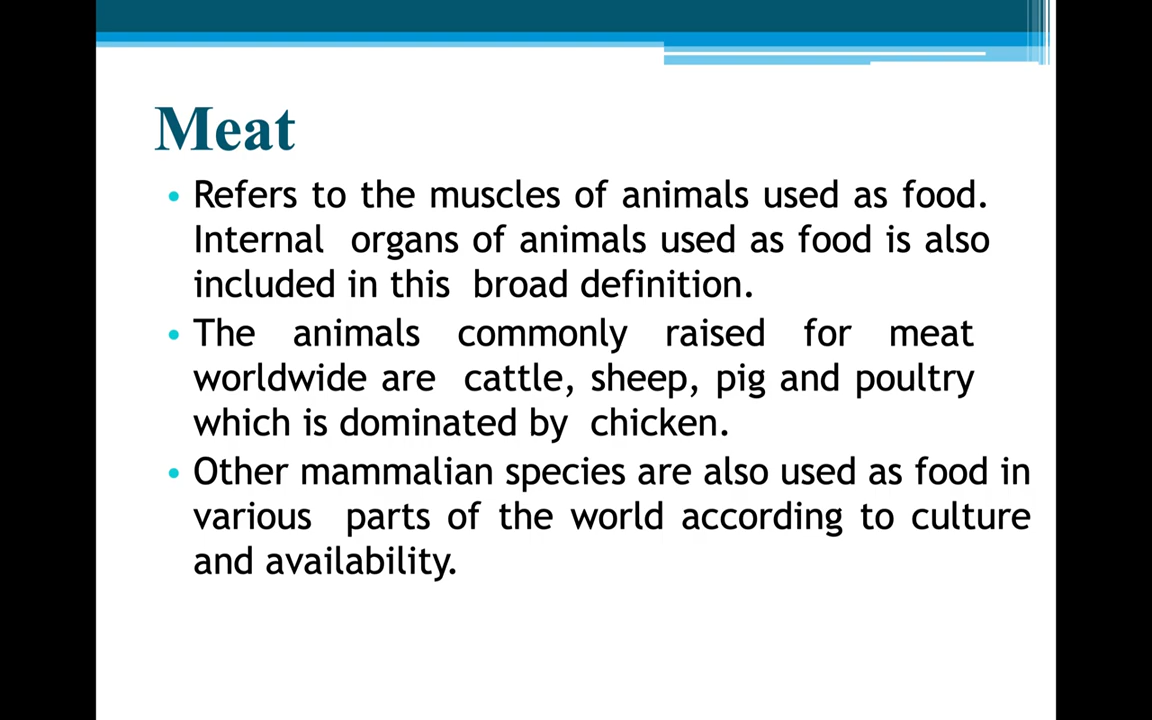 Meat
• Refers to the muscles of animals used as food.
Internal organs of animals used as food is also
included in this broad definition.
• The animals commonly raised for meat
worldwide are cattle, sheep, pig and poultry
which is dominated by chicken.
• Other mammalian species are also used as food in
various parts of the world according to culture
and availability.